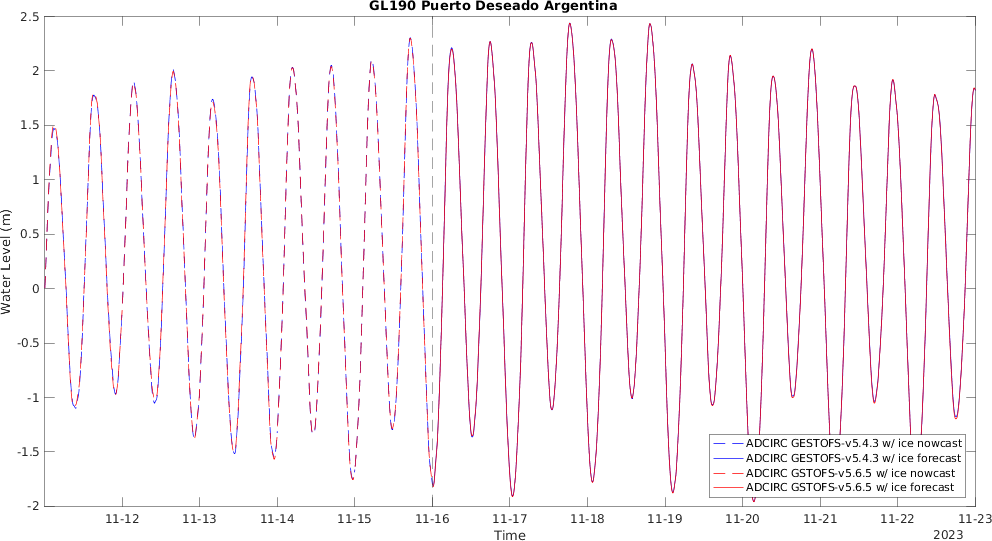 GL190 Puerto Deseado Argentina
2.5
2
1.5
1
0.5
0
-0.5
-1
-1.5
-2
Water Level (m)
ADCIRC GESTOFS-v5.4.3 w/ ice nowcast
ADCIRC GESTOFS-v5.4.3 w/ ice forecast
ADCIRC GSTOFS-v5.6.5 w/ ice nowcast
ADCIRC GSTOFS-v5.6.5 w/ ice forecast
11-12 11-13 11-14 11-15 11-16 11-17 11-18 11-19 11-20 11-21 11-22 11-23
Time
2023